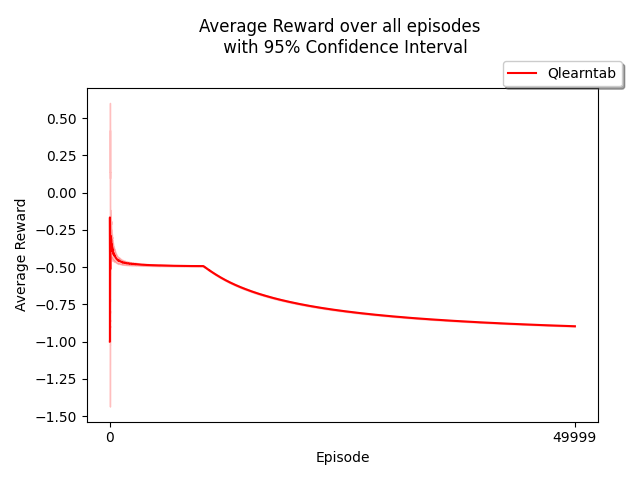 Average Reward over all episodes
with 95% Confidence Interval
Qlearntab
Average Reward
0.50
0.25
0.00
−0.25
−0.50
−0.75
−1.00
−1.25
−1.50
0
49999
Episode